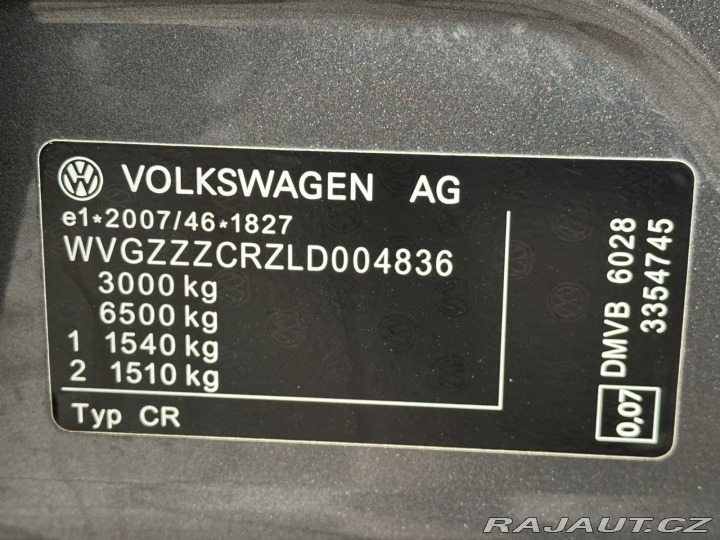 VOLKSWAGEN AG
e1*2007/46*1827
WVGZZZCRZLD004836
3000 kg
6500 kg
1 1540 kg
2 1510 kg
Typ CR
DMVB 6028
3354745
0,07
RAJAUT.CZ